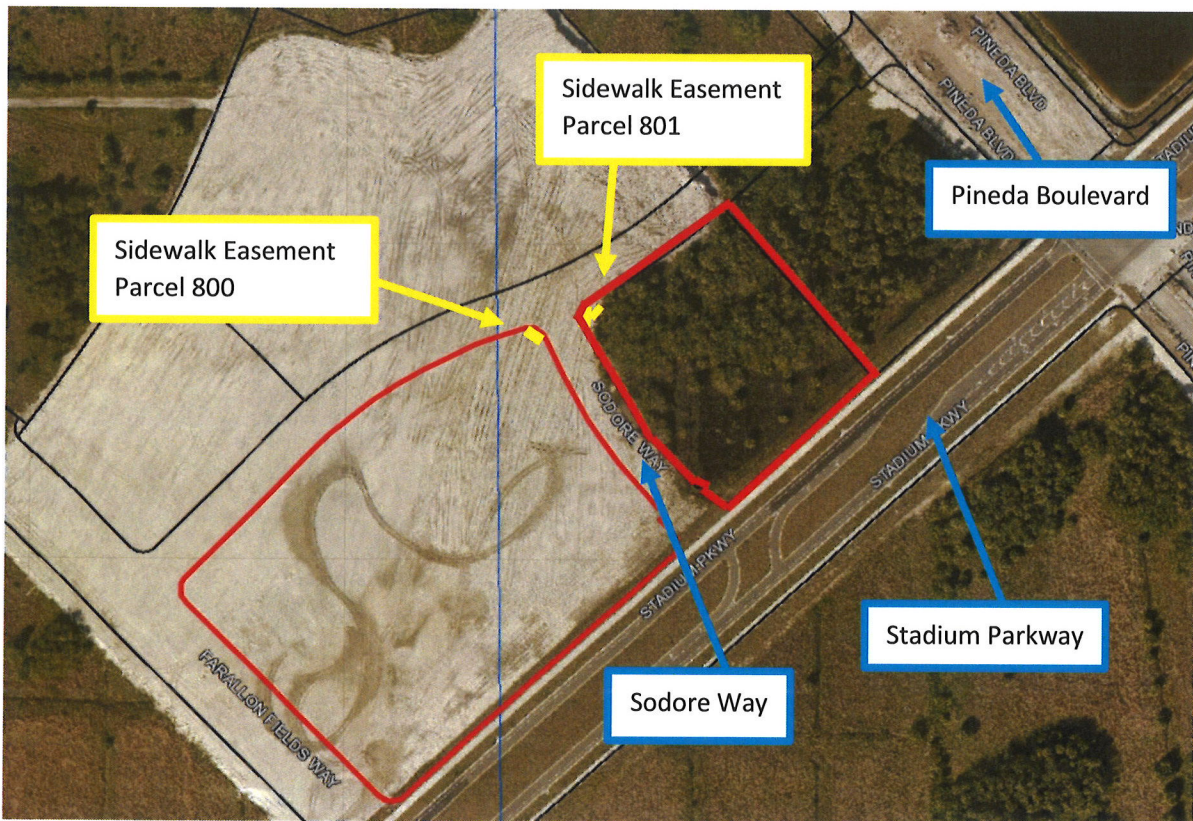 PINEDA BLVD
PINEDA BLVD
Sidewalk Easement
Parcel 801
Pineda Boulevard
Sidewalk Easement
Parcel 800
SODORE WAY
STADIUM PKWY
STADIUM PKWY
Stadium Parkway
Sodore Way
FARALLON FIELDS WAY